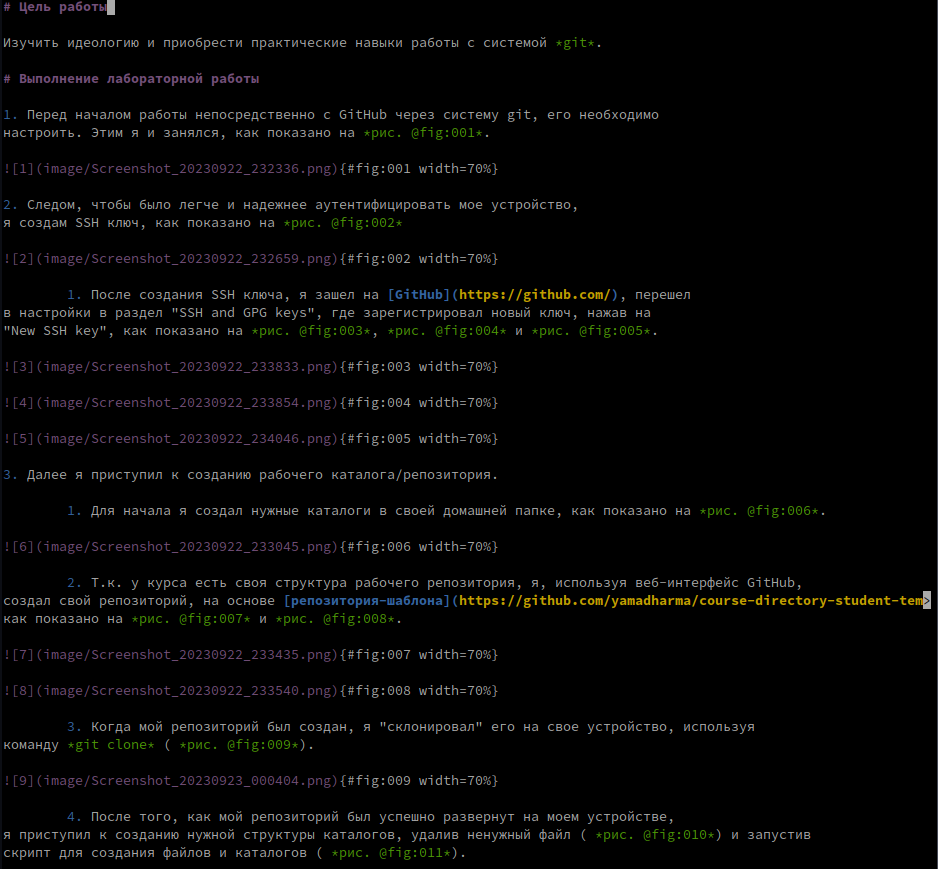 # Цель работы
Изучить идеологию и приобрести практические навыки работы с системой *git*.
# Выполнение лабораторной работы
1. Перед началом работы непосредственно с GitHub через систему git, его необходимо
настроить. Этим я и занялся, как показано на *рис. @fig:001*.
![1](image/Screenshot_20230922_232336.png){#fig:001 width=70%}
2. Следом, чтобы было легче и надежнее аутентифицировать мое устройство,
я создам SSH ключ, как показано на *рис. @fig:002*
![2](image/Screenshot_20230922_232659.png){#fig:002 width=70%}
1. После создания SSH ключа, я зашел на [GitHub](https://github.com/), перешел
в настройки в раздел "SSH and GPG keys", где зарегистрировал новый ключ, нажав на
"New SSH key", как показано на *рис. @fig:003*, *рис. @fig:004* и *рис. @fig:005*.
![3](image/Screenshot_20230922_233833.png){#fig:003 width=70%}
![4](image/Screenshot_20230922_233854.png){#fig:004 width=70%}
![5](image/Screenshot_20230922_234046.png){#fig:005 width=70%}
3. Далее я приступил к созданию рабочего каталога/репозитория.
1. Для начала я создал нужные каталоги в своей домашней папке, как показано на *рис. @fig:006*.
![6](image/Screenshot_20230922_233045.png){#fig:006 width=70%}
2. Т.к. у курса есть своя структура рабочего репозитория, я, используя веб-интерфейс GitHub,
создал свой репозиторий, на основе [репозитория-шаблона](https://github.com/yamadharma/course-directory-student-tem>
как показано на *рис. @fig:007* и *рис. @fig:008*.
![7](image/Screenshot_20230922_233435.png){#fig:007 width=70%}
![8](image/Screenshot_20230922_233540.png){#fig:008 width=70%}
3. Когда мой репозиторий был создан, я "склонировал" его на свое устройство, используя
команду *git clone* ( *рис. @fig:009*).
![9](image/Screenshot_20230923_000404.png){#fig:009 width=70%}
4. После того, как мой репозиторий был успешно развернут на моем устройстве,
я приступил к созданию нужной структуры каталогов, удалив ненужный файл ( *рис. @fig:010*) и запустив
скрипт для создания файлов и каталогов ( *рис. @fig:011*).